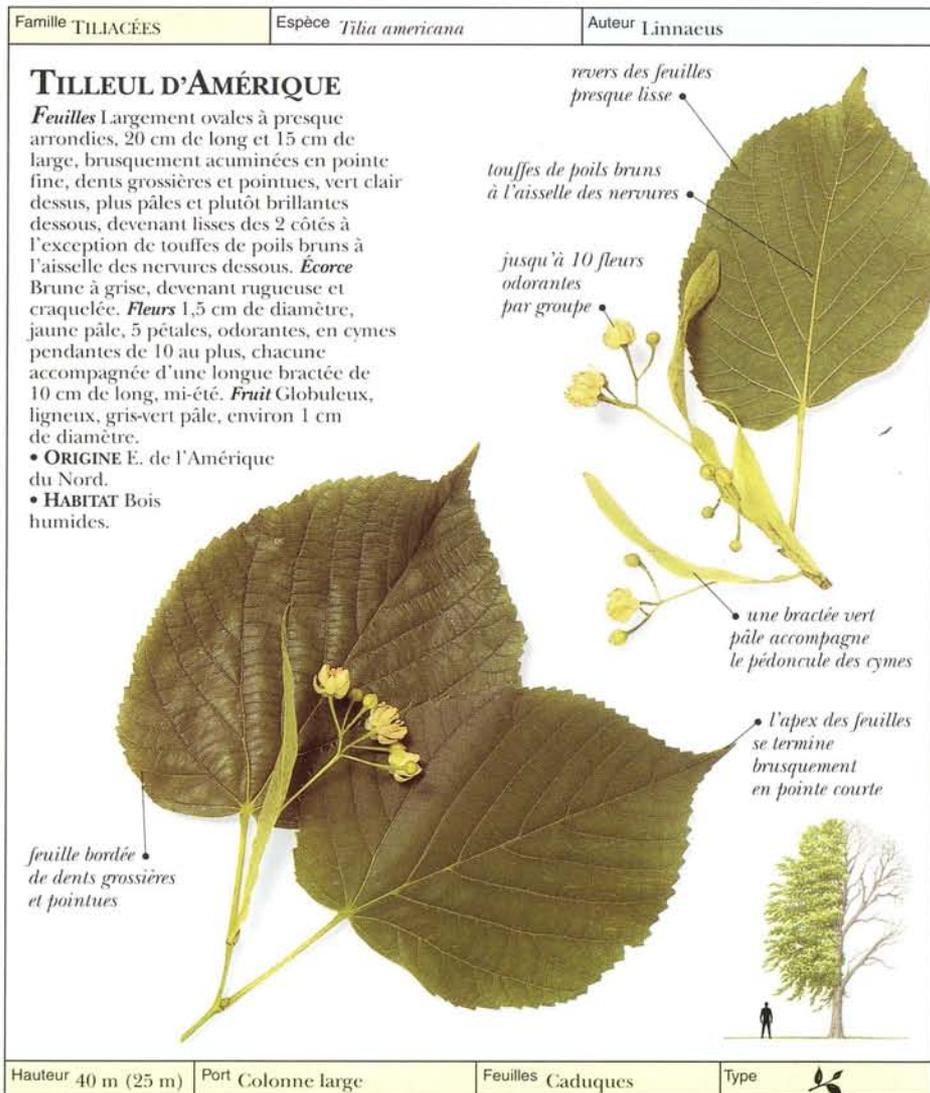 Famille TILIACÉES
Espèce Tilia americana
Auteur Linnaeus
TILLEUL D'AMÉRIQUE
Feuilles Largement ovales à presque
arrondies, 20 cm de long et 15 cm de
large, brusquement acuminées en pointe
fine, dents grossières et pointues, vert clair
dessus, plus pâles et plutôt brillantes
dessous, devenant lisses des 2 côtés à
l'exception de touffes de poils bruns à
l'aisselle des nervures dessous. Écorce
Brune à grise, devenant rugueuse et
craquelée. Fleurs 1,5 cm de diamètre,
jaune pâle, 5 pétales, odorantes, en cymes
pendantes de 10 au plus, chacune
accompagnée d'une longue bractée de
10 cm de long, mi-été. Fruit Globuleux,
ligneux, gris-vert pâle, environ 1 cm
de diamètre.
• ORIGINE E. de l'Amérique
du Nord.
• HABITAT Bois
humides.
revers des feuilles
presque lisse
touffes de poils bruns
à l'aisselle des nervures
jusqu'à 10 fleurs
odorantes
par groupe
une bractée vert
pâle accompagne
le pédoncule des cymes
l'apex des feuilles
se termine
brusquement
en pointe courte
feuille bordée
de dents grossières
et pointues
Hauteur 40 m (25 m)
Port Colonne large
Feuilles Caduques
Type